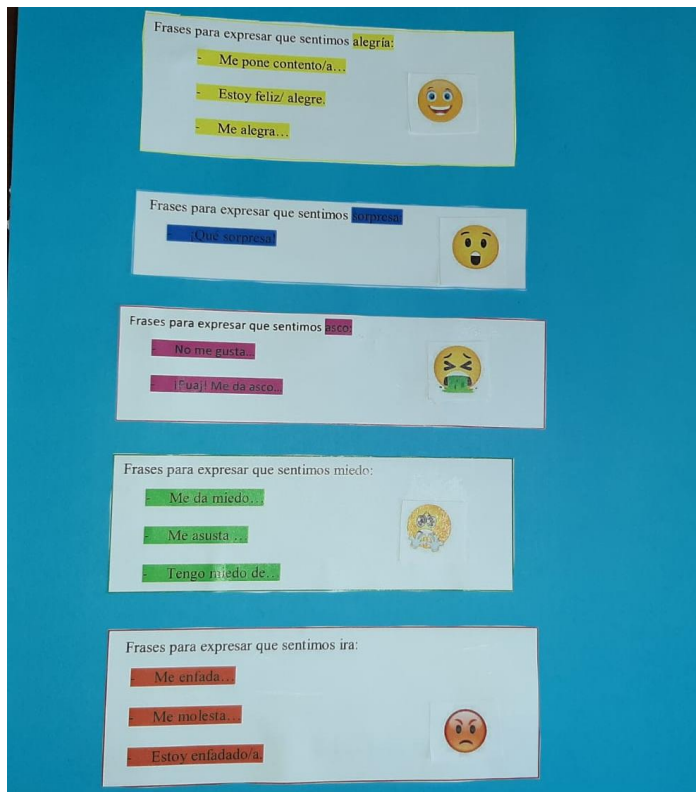 Frases para expresar que sentimos alegría:
- Me pone contento/a…
- Estoy feliz/ alegre.
- Me alegra…
Frases para expresar que sentimos sorpresa:
- ¡Qué sorpresa!
Frases para expresar que sentimos asco:
- No me gusta…
- ¡Fuaj! Me da asco…
Frases para expresar que sentimos miedo:
- Me da miedo…
- Me asusta …
- Tengo miedo de…
Frases para expresar que sentimos ira:
- Me enfada…
- Me molesta…
- Estoy enfadado/a.